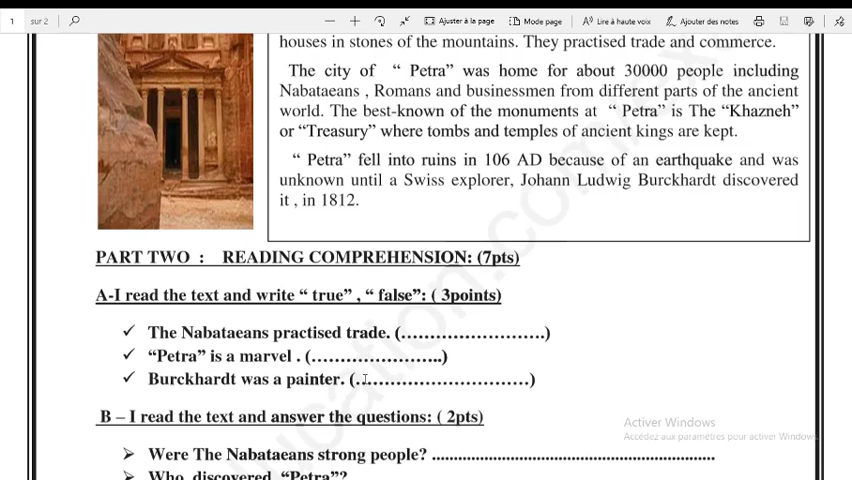 1 sur 2 Ajuster à la page Mode page Lire à haute voix Ajouter des notes
houses in stones of the mountains. They practised trade and commerce.
The city of “ Petra” was home for about 30000 people including
Nabataeans , Romans and businessmen from different parts of the ancient
world. The best-known of the monuments at “ Petra” is The “Khazneh”
or “Treasury” where tombs and temples of ancient kings are kept.
“ Petra” fell into ruins in 106 AD because of an earthquake and was
unknown until a Swiss explorer, Johann Ludwig Burckhardt discovered
it , in 1812.
PART TWO : READING COMPREHENSION: (7pts)
A-I read the text and write “ true” , “ false”: ( 3points)
✓ The Nabataeans practised trade. (…………………….)
✓ “Petra” is a marvel . (…………………..)
✓ Burckhardt was a painter. (…………………………)
B – I read the text and answer the questions: ( 2pts)
Activer Windows
Accédez aux paramètres pour activer Windows.
➢ Were The Nabataeans strong people? ......................................................................
➢ Who discovered “Petra”?